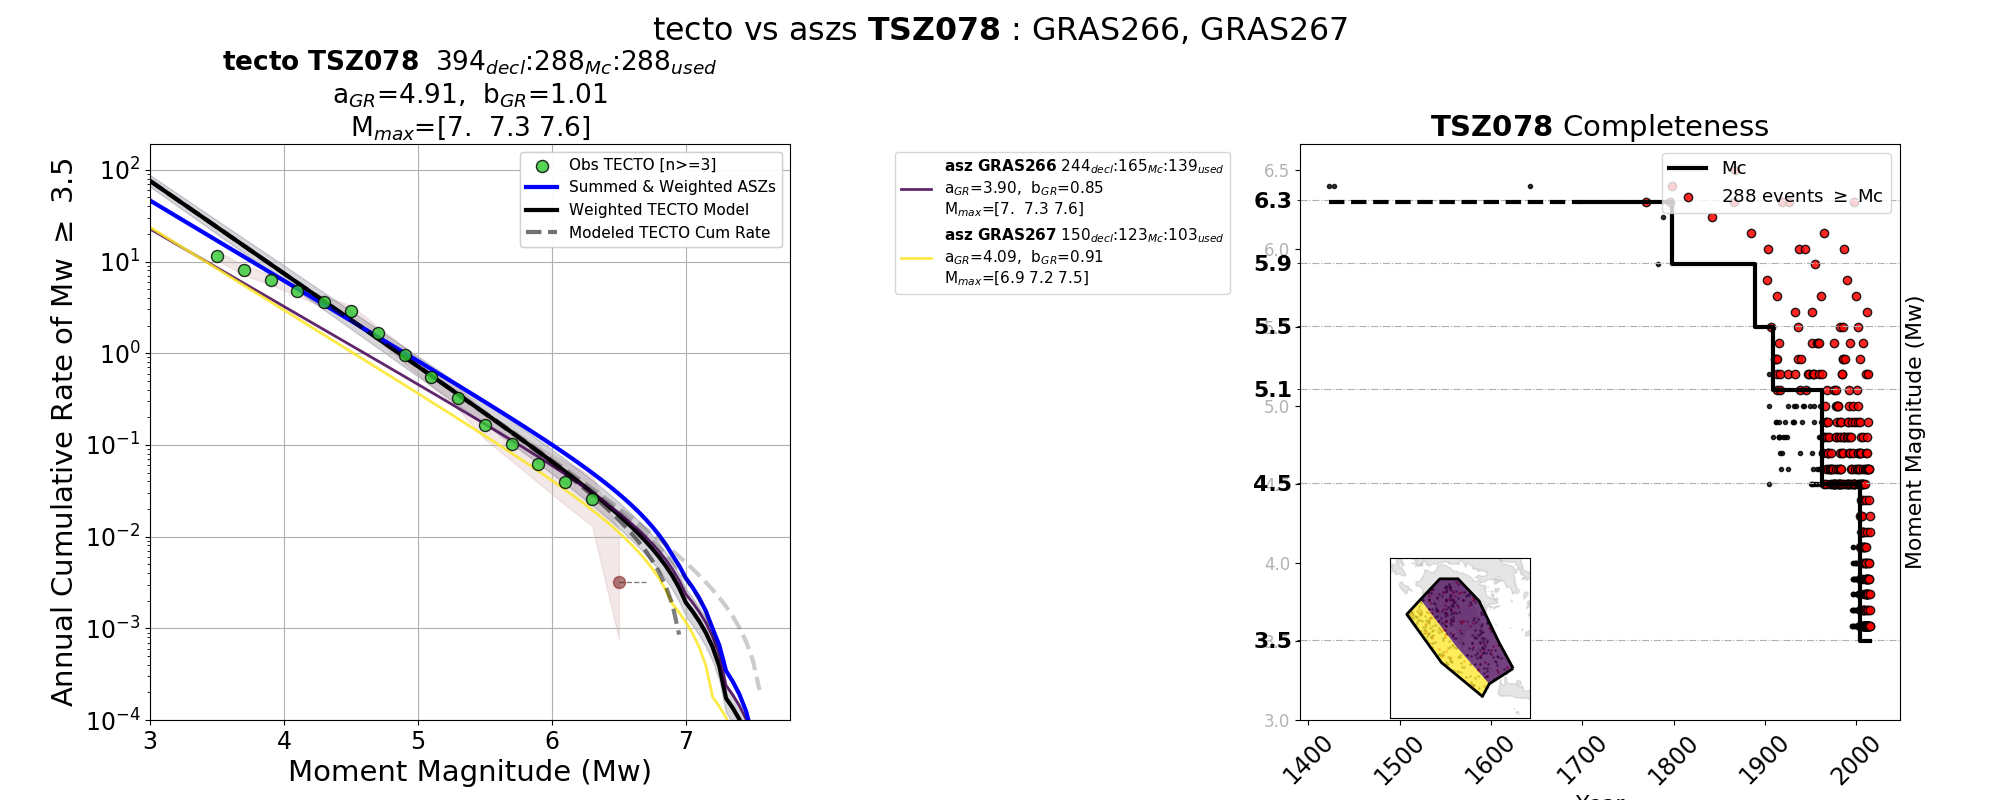 tecto vs aszs TSZ078 : GRAS266, GRAS267
tecto TSZ078 394decl:288Mc:288used
aGR=4.91, bGR=1.01
Mmax=[7. 7.3 7.6]
Annual Cumulative Rate of Mw ≥ 3.5
10²
10¹
10⁰
10⁻¹
10⁻²
10⁻³
10⁻⁴
Obs TECTO [n>=3]
Summed & Weighted ASZs
Weighted TECTO Model
Modeled TECTO Cum Rate
3 4 5 6 7
Moment Magnitude (Mw)
asz GRAS266 244decl:165Mc:139used
aGR=3.90, bGR=0.85
Mmax=[7. 7.3 7.6]
asz GRAS267 150decl:123Mc:103used
aGR=4.09, bGR=0.91
Mmax=[6.9 7.2 7.5]
TSZ078 Completeness
Mc
288 events ≥ Mc
6.5
6.3
6.0
5.9
5.5
5.1
5.0
4.5
4.0
3.5
3.0
Moment Magnitude (Mw)
1400 1500 1600 1700 1800 1900 2000